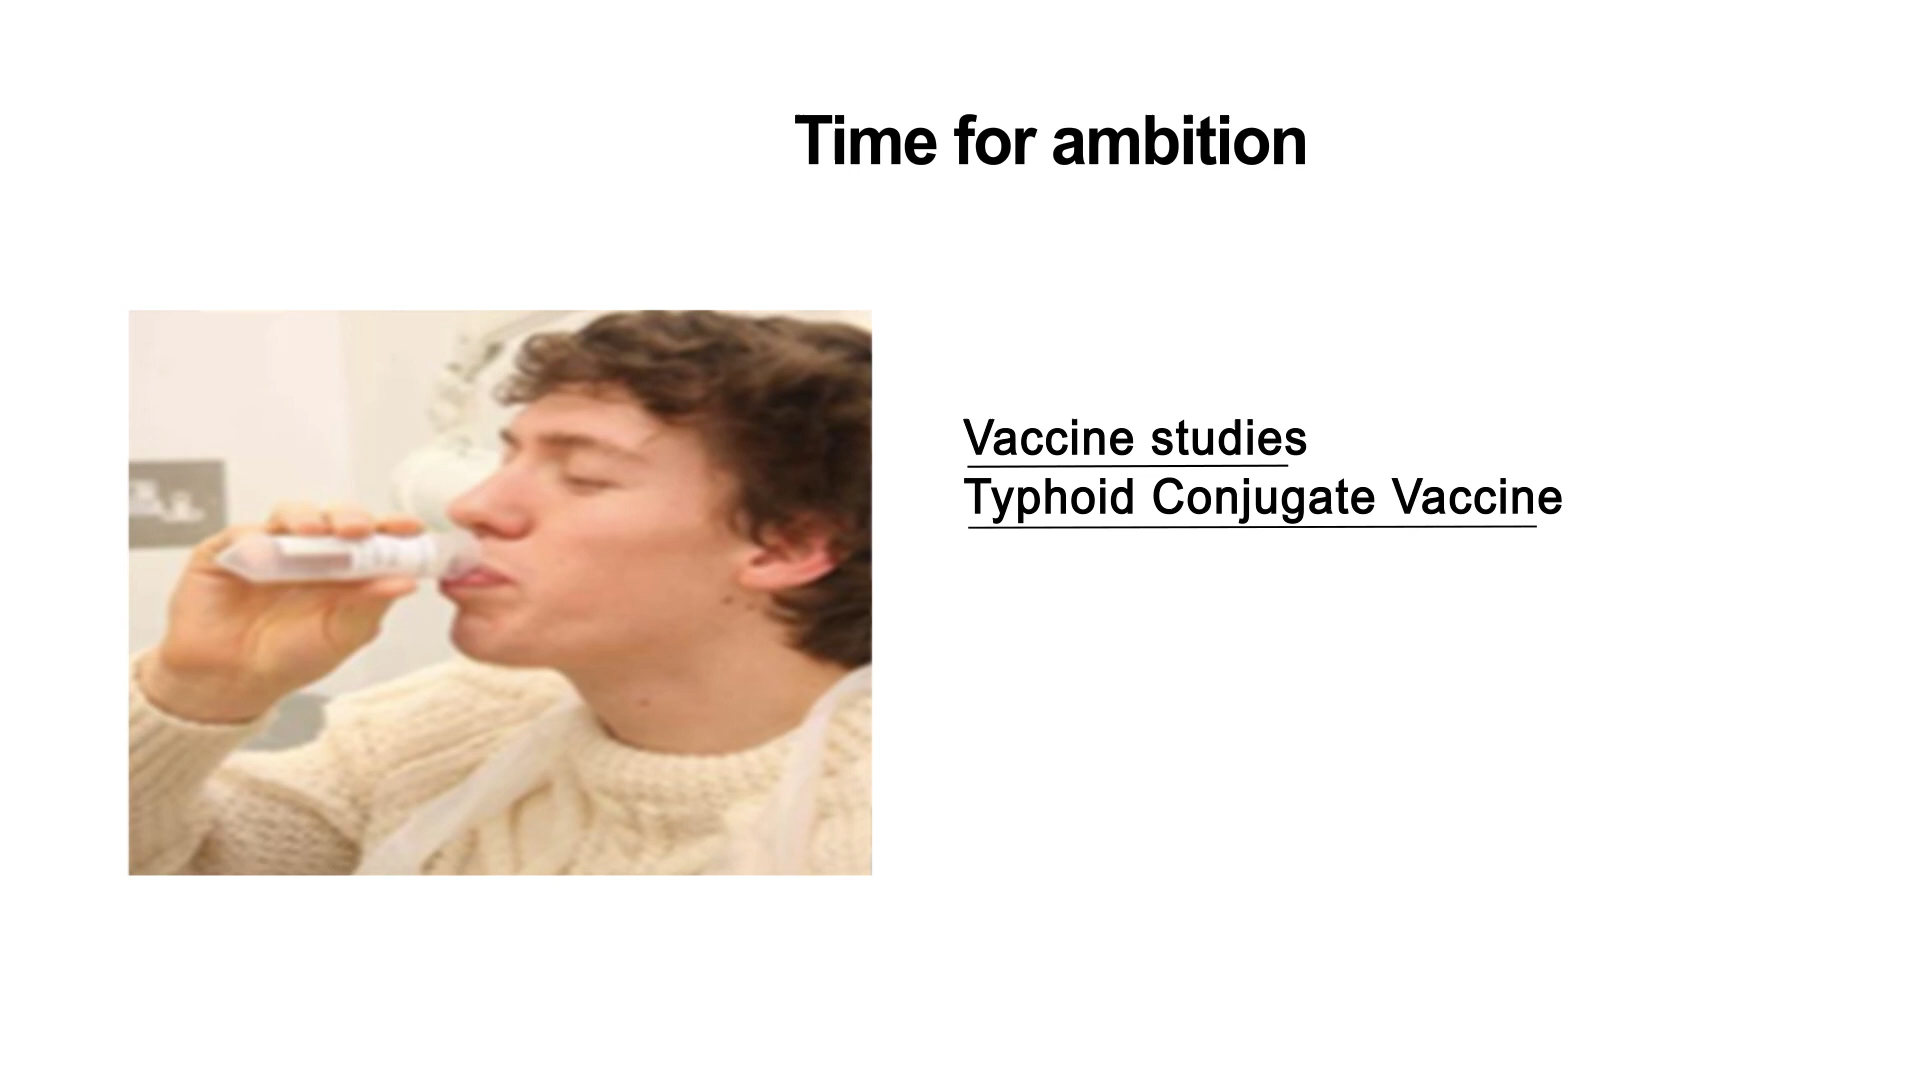 Time for ambition
Vaccine studies
Typhoid Conjugate Vaccine